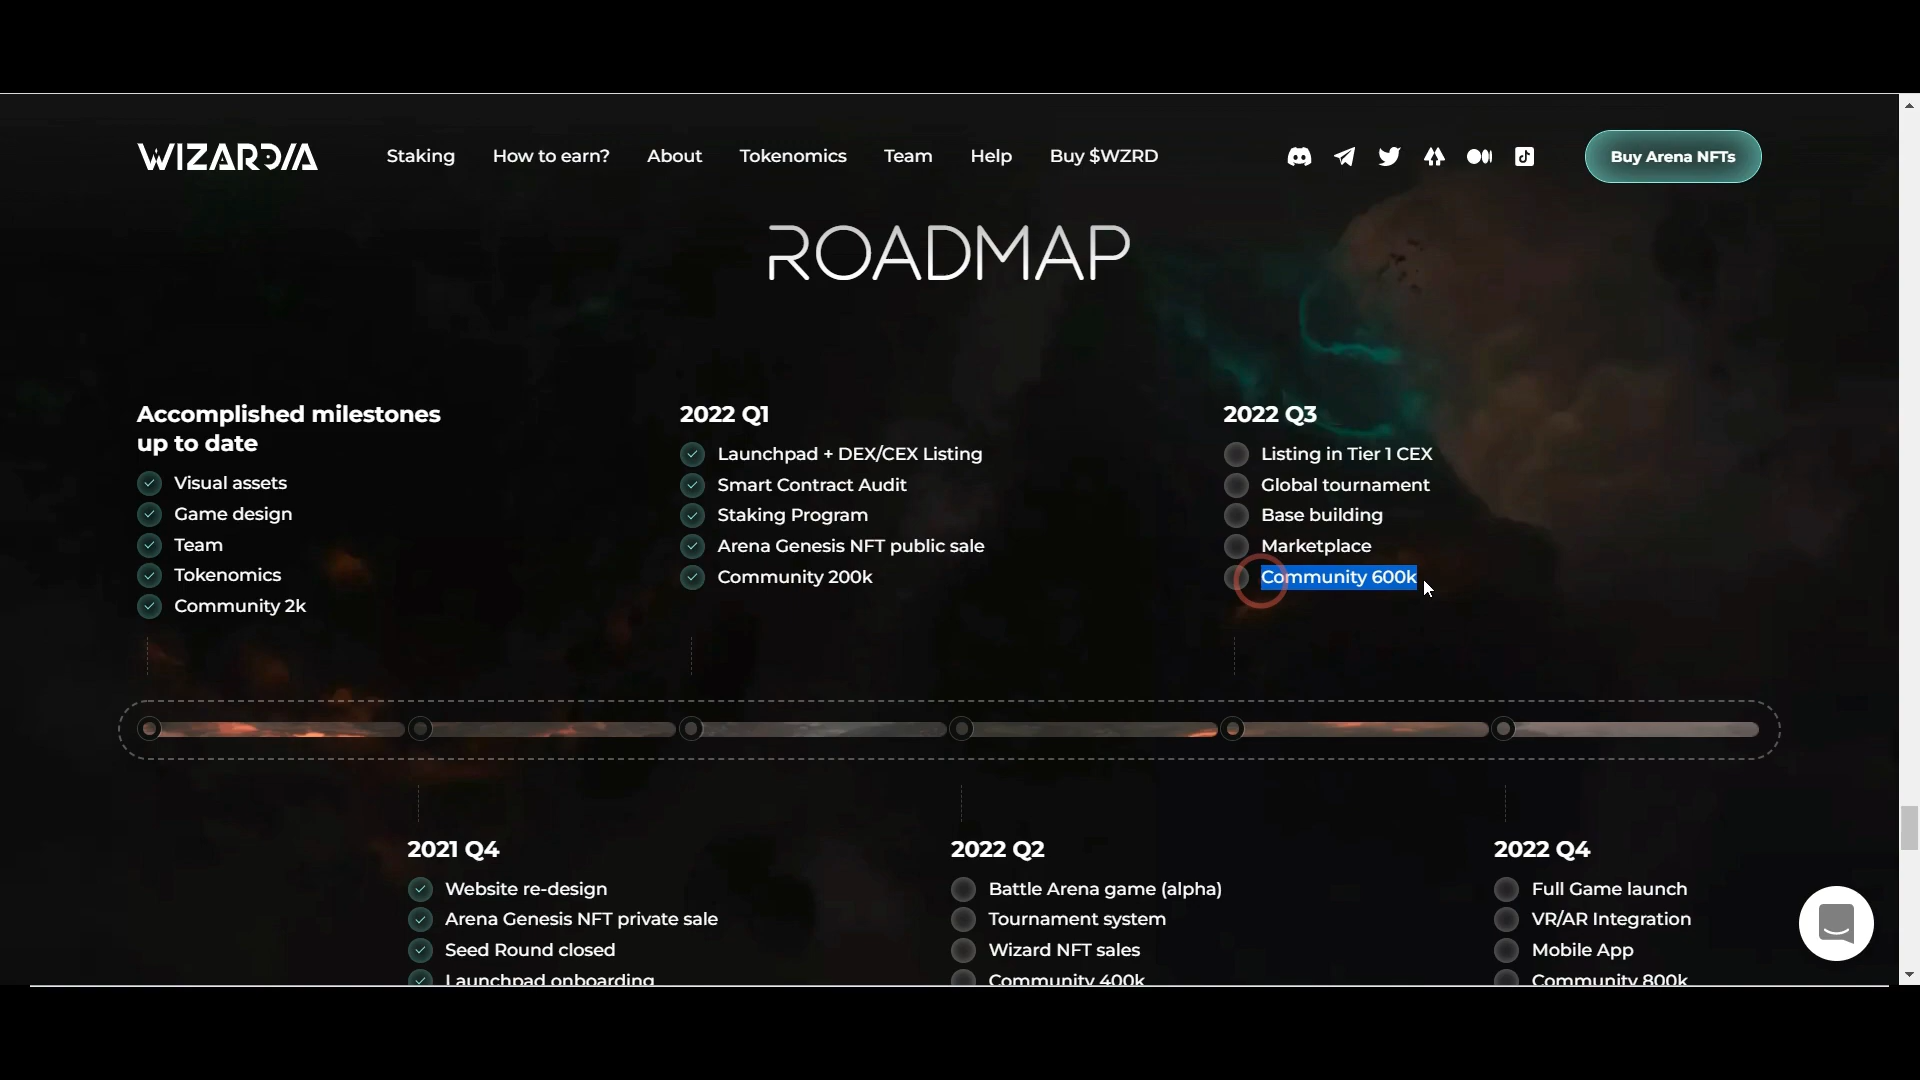 WIZARDIA
Staking
How to earn?
About
Tokenomics
Team
Help
Buy $WZRD
Buy Arena NFTs
ROADMAP
Accomplished milestones
up to date
Visual assets
Game design
Team
Tokenomics
Community 2k
2022 Q1
Launchpad + DEX/CEX Listing
Smart Contract Audit
Staking Program
Arena Genesis NFT public sale
Community 200k
2022 Q3
Listing in Tier 1 CEX
Global tournament
Base building
Marketplace
Community 600k
2021 Q4
Website re-design
Arena Genesis NFT private sale
Seed Round closed
Launchpad onboarding
2022 Q2
Battle Arena game (alpha)
Tournament system
Wizard NFT sales
Community 400k
2022 Q4
Full Game launch
VR/AR Integration
Mobile App
Community 800k